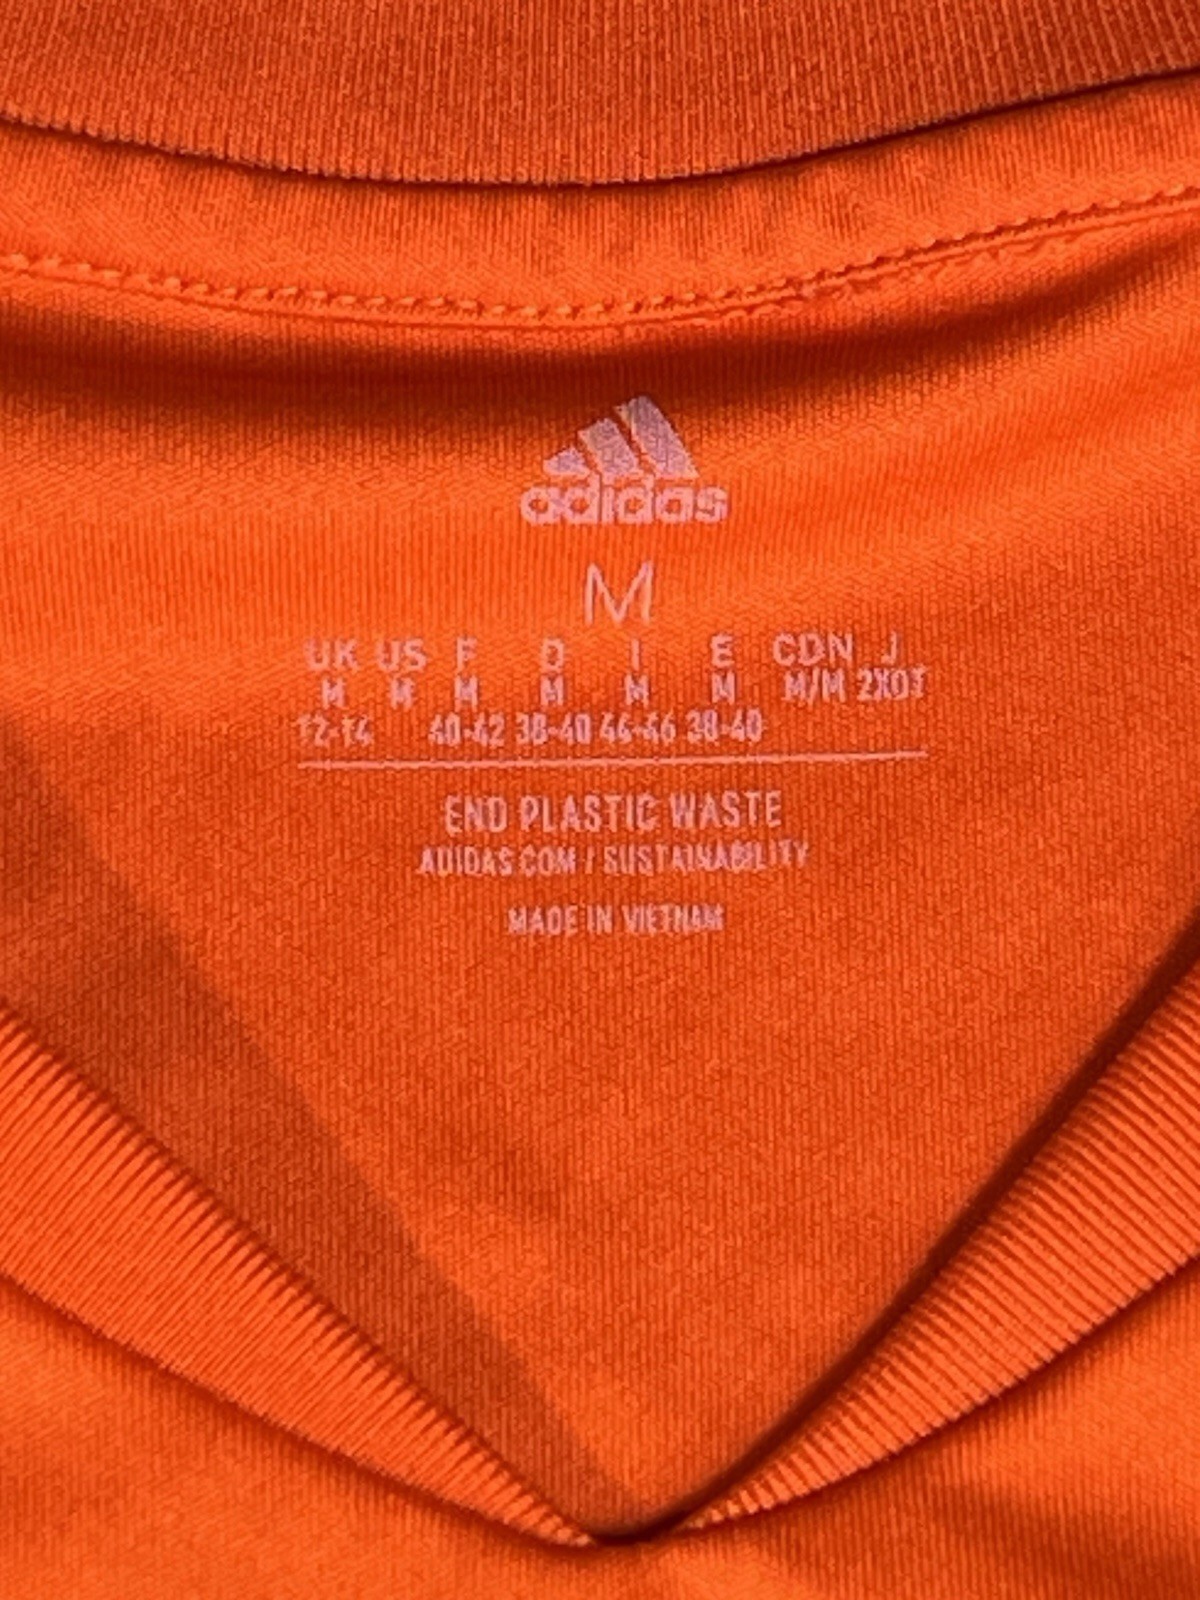 adidas
M
UK US F D I E CDN J
M M M M M M M/M 2XOT
12-14 40-42 38-40 44-46 38-40
END PLASTIC WASTE
ADIDAS.COM / SUSTAINABILITY
MADE IN VIETNAM